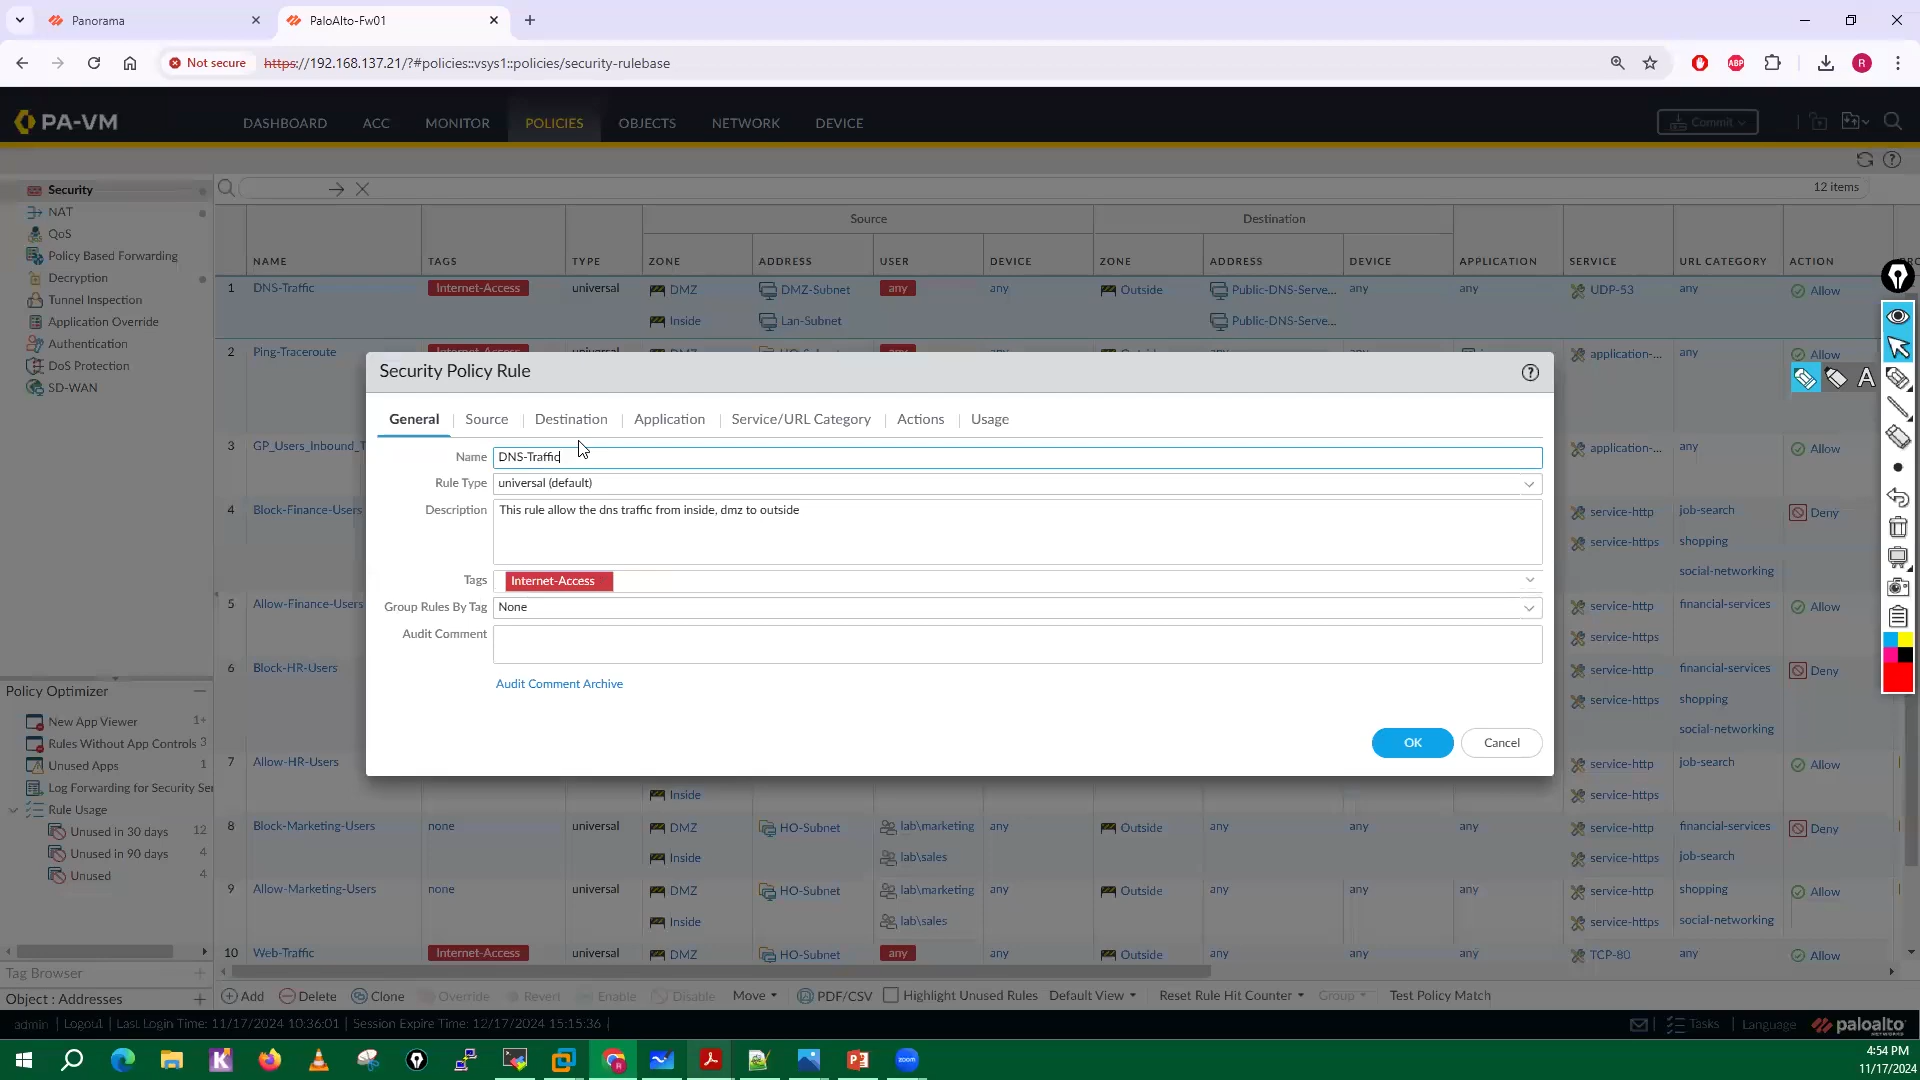 Panorama
PaloAlto-Fw01
Not secure https://192.168.137.21/?#policies::vsys1::policies/security-rulebase
ABP
R
PA-VM
DASHBOARD ACC MONITOR POLICIES OBJECTS NETWORK DEVICE
Commit
Security
NAT
QoS
Policy Based Forwarding
Decryption
Tunnel Inspection
Application Override
Authentication
DoS Protection
SD-WAN
12 items
Source Destination
NAME TAGS TYPE ZONE ADDRESS USER DEVICE ZONE ADDRESS DEVICE APPLICATION SERVICE URL CATEGORY ACTION
1 DNS-Traffic Internet-Access universal DMZ DMZ-Subnet any any Outside Public-DNS-Serve... any any UDP-53 any Allow
Inside Lan-Subnet Public-DNS-Serve...
2 Ping-Traceroute Internet-Access universal application-... any Allow
3 GP_Users_Inbound_T application-... any Allow
4 Block-Finance-Users service-http job-search Deny
service-https shopping
social-networking
5 Allow-Finance-Users service-http financial-services Allow
service-https
6 Block-HR-Users service-http financial-services Deny
service-https shopping
social-networking
7 Allow-HR-Users service-http job-search Allow
Inside service-https
8 Block-Marketing-Users none universal DMZ HO-Subnet lab\marketing any Outside any any any service-http financial-services Deny
Inside lab\sales service-https job-search
9 Allow-Marketing-Users none universal DMZ HO-Subnet lab\marketing any Outside any any any service-http shopping Allow
Inside lab\sales service-https social-networking
10 Web-Traffic Internet-Access universal DMZ HO-Subnet any any Outside any any any TCP-80 any Allow
Security Policy Rule
General Source Destination Application Service/URL Category Actions Usage
Name DNS-Traffic
Rule Type universal (default)
Description This rule allow the dns traffic from inside, dmz to outside
Tags Internet-Access
Group Rules By Tag None
Audit Comment
Audit Comment Archive
OK Cancel
Policy Optimizer
New App Viewer 1+
Rules Without App Controls 3
Unused Apps 1
Log Forwarding for Security Ser
Rule Usage
Unused in 30 days 12
Unused in 90 days 4
Unused 4
Tag Browser
Object : Addresses
Add Delete Clone Override Revert Enable Disable Move PDF/CSV Highlight Unused Rules Default View Reset Rule Hit Counter Group Test Policy Match
admin | Logout | Last Login Time: 11/17/2024 10:36:01 | Session Expire Time: 12/17/2024 15:15:36 |
Tasks | Language paloalto NETWORKS
A
K
zoom
4:54 PM
11/17/2024